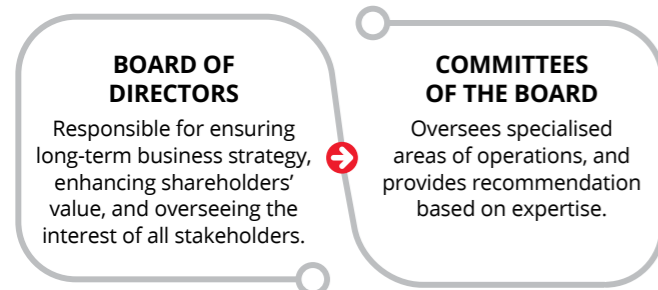 BOARD OF
DIRECTORS
Responsible for ensuring
long-term business strategy,
enhancing shareholders’
value, and overseeing the
interest of all stakeholders.
COMMITTEES
OF THE BOARD
Oversees specialised
areas of operations, and
provides recommendation
based on expertise.